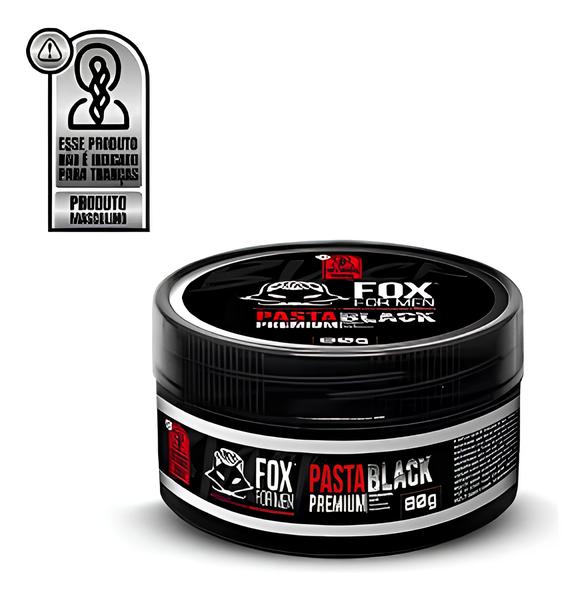 ESSE PRODUTO
NÃO É INDICADO
PARA TRANÇAS
PRODUTO
MASCULINO
FOX
FOR MEN
PASTA BLACK
PREMIUM
80g
FOX
FOR MEN
PASTA BLACK
PREMIUM
80g